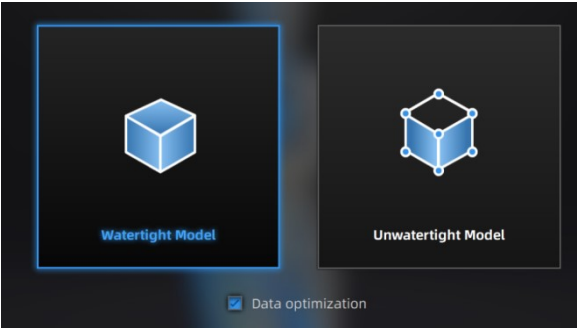 Watertight Model
Unwatertight Model
Data optimization